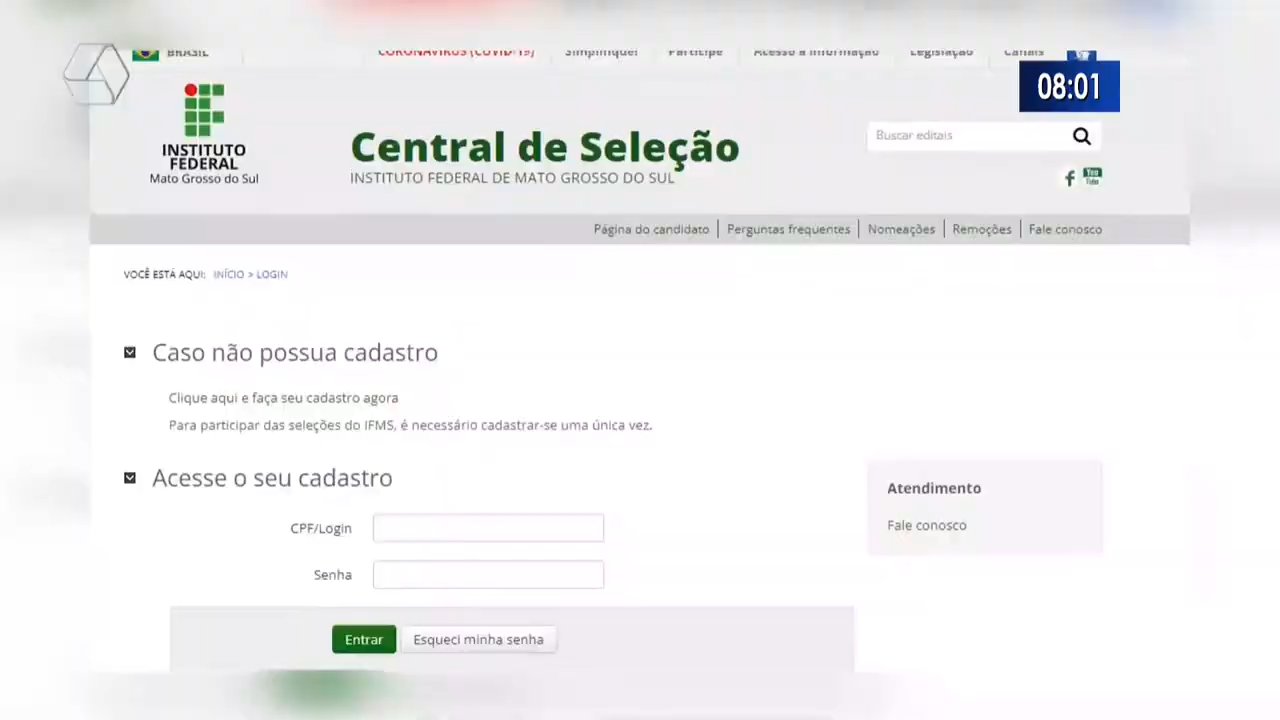 BRASIL
CORONAVÍRUS (COVID-19)
Simplifique!
Participe
Acesso à informação
Legislação
Canais
08:01
INSTITUTO
FEDERAL
Mato Grosso do Sul
Central de Seleção
INSTITUTO FEDERAL DE MATO GROSSO DO SUL
Buscar editais
You
Tube
Página do candidato | Perguntas frequentes | Nomeações | Remoções | Fale conosco
VOCÊ ESTÁ AQUI: INÍCIO > LOGIN
Caso não possua cadastro
Clique aqui e faça seu cadastro agora
Para participar das seleções do IFMS, é necessário cadastrar-se uma única vez.
Acesse o seu cadastro
CPF/Login
Senha
Entrar
Esqueci minha senha
Atendimento
Fale conosco